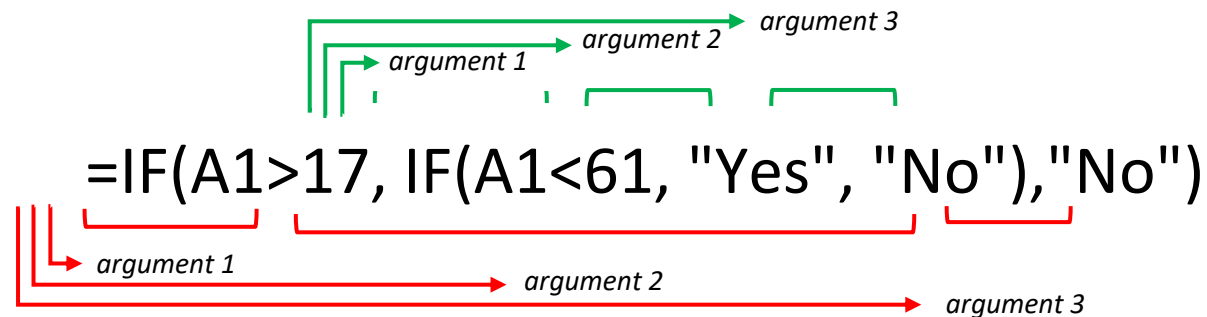 argument 3
argument 2
argument 1
=IF(A1>17, IF(A1<61, "Yes", "No"),"No")
argument 1
argument 2
argument 3